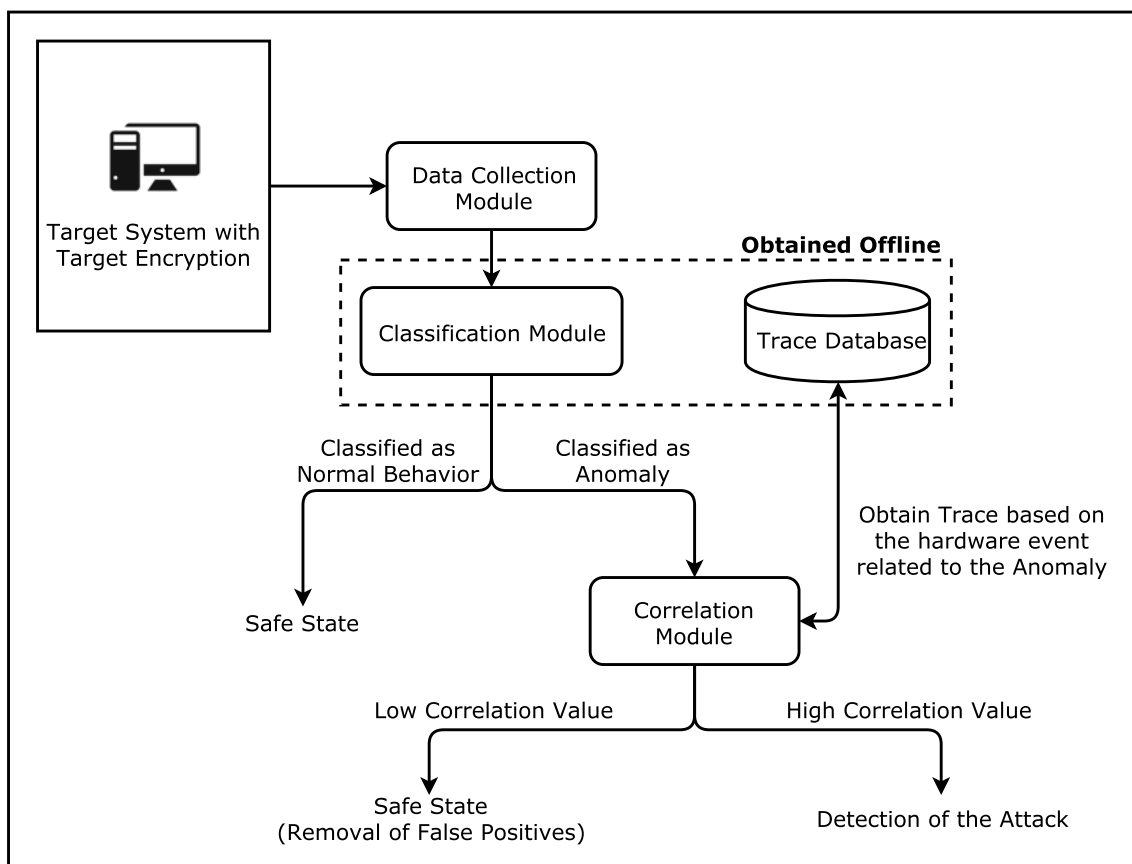 Target System with
Target Encryption
Data Collection
Module
Obtained Offline
Classification Module
Trace Database
Classified as
Normal Behavior
Classified as
Anomaly
Obtain Trace based on
the hardware event
related to the Anomaly
Safe State
Correlation
Module
Low Correlation Value
High Correlation Value
Safe State
(Removal of False Positives)
Detection of the Attack